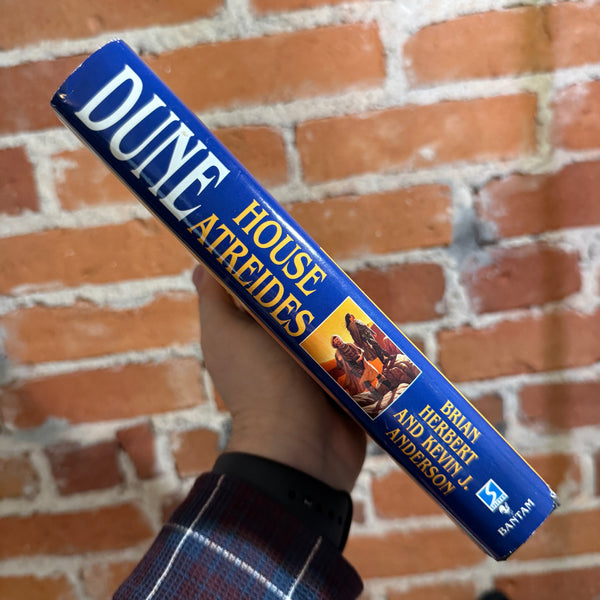 DUNE
HOUSE
ATREIDES
BRIAN
HERBERT
AND KEVIN J.
ANDERSON
BANTAM